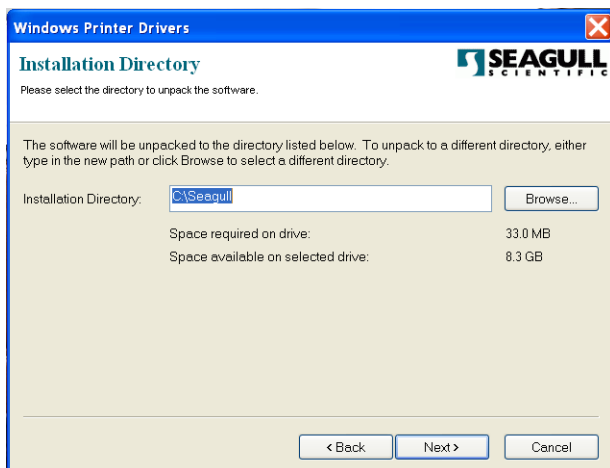 Windows Printer Drivers
Installation Directory
SEAGULL
SCIENTIFIC
Please select the directory to unpack the software.
The software will be unpacked to the directory listed below. To unpack to a different directory, either
type in the new path or click Browse to select a different directory.
Installation Directory: C:\Seagull Browse...
Space required on drive: 33.0 MB
Space available on selected drive: 8.3 GB
< Back Next > Cancel